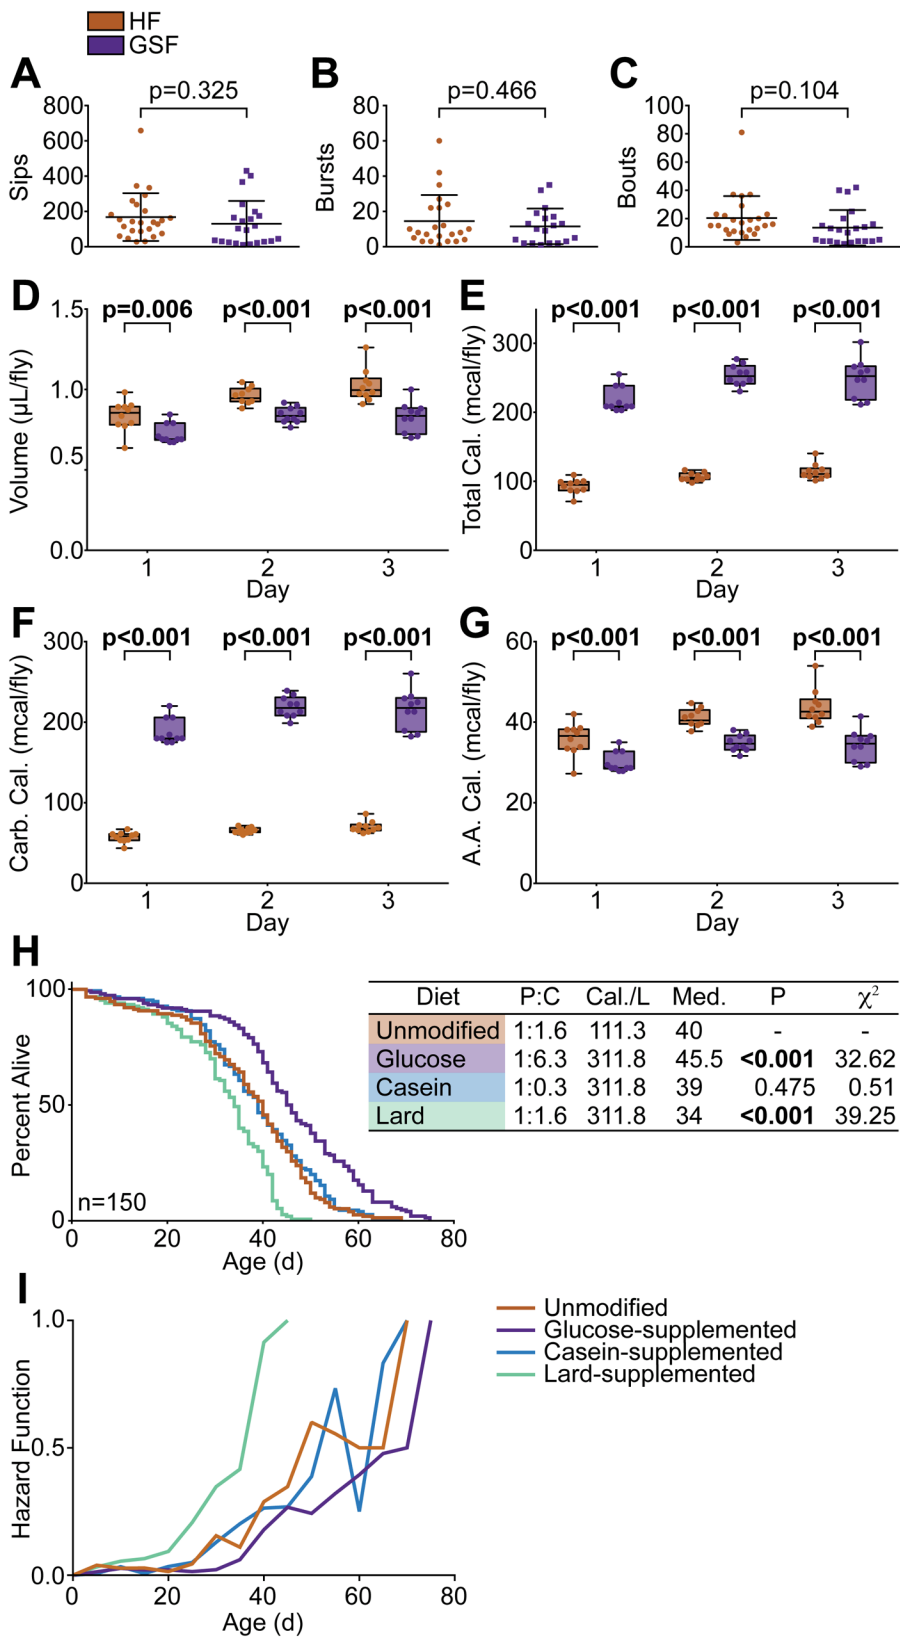 HF
GSF
A
B
C
p=0.325
p=0.466
p=0.104
Sips
800
600
400
200
0
Bursts
80
60
40
20
0
Bouts
100
80
60
40
20
0
D
E
p=0.006 p<0.001 p<0.001
p<0.001 p<0.001 p<0.001
Volume (µL/fly)
1.5
1.0
0.5
0.0
1 2 3
Day
Total Cal. (mcal/fly)
300
200
100
0
1 2 3
Day
F
G
p<0.001 p<0.001 p<0.001
p<0.001 p<0.001 p<0.001
Carb. Cal. (mcal/fly)
300
200
100
0
1 2 3
Day
A.A. Cal. (mcal/fly)
60
40
20
0
1 2 3
Day
H
Percent Alive
100
50
0
n=150
0 20 40 60 80
Age (d)
Diet P:C Cal./L Med. P χ²
Unmodified 1:1.6 111.3 40 - -
Glucose 1:6.3 311.8 45.5 <0.001 32.62
Casein 1:0.3 311.8 39 0.475 0.51
Lard 1:1.6 311.8 34 <0.001 39.25
I
Hazard Function
1.0
0.5
0.0
0 20 40 60 80
Age (d)
Unmodified
Glucose-supplemented
Casein-supplemented
Lard-supplemented